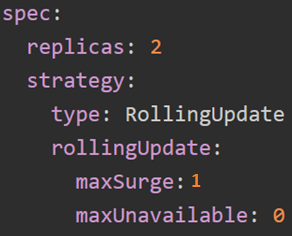 spec:
  replicas: 2
  strategy:
    type: RollingUpdate
    rollingUpdate:
      maxSurge:1
      maxUnavailable: 0